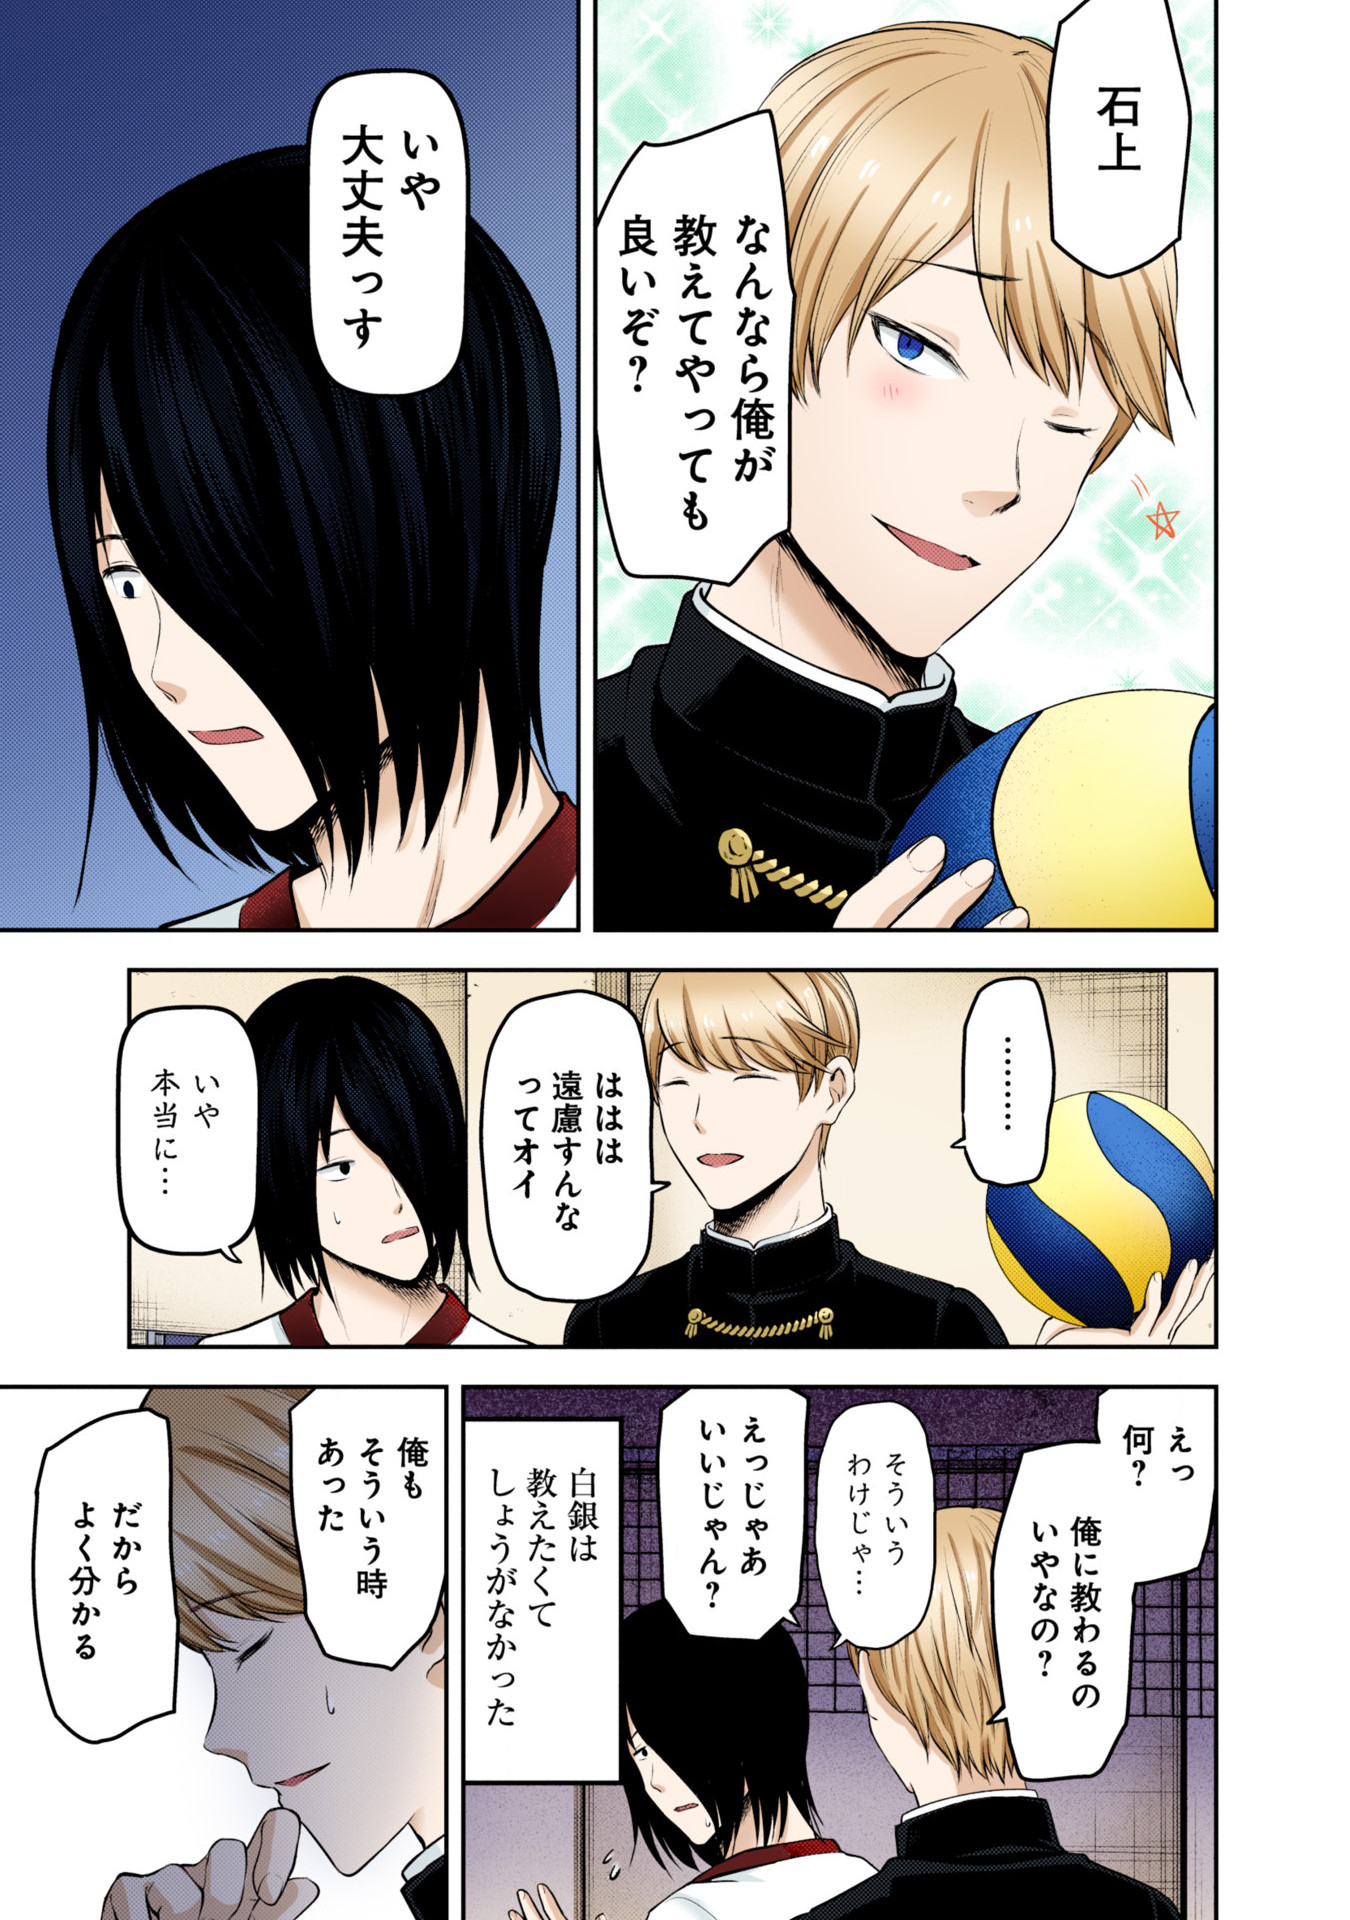 石上
なんなら俺が
教えてやっても
良いぞ？
いや
大丈夫っす
………
ははは
遠慮すんな
ってオイ
いや
本当に…
えっ
何？
俺に教わるの
いやなの？
そういう
わけじゃ…
えっじゃあ
いいじゃん？
白銀は
教えたくて
しょうがなかった
俺も
そういう時
あった
だから
よく分かる